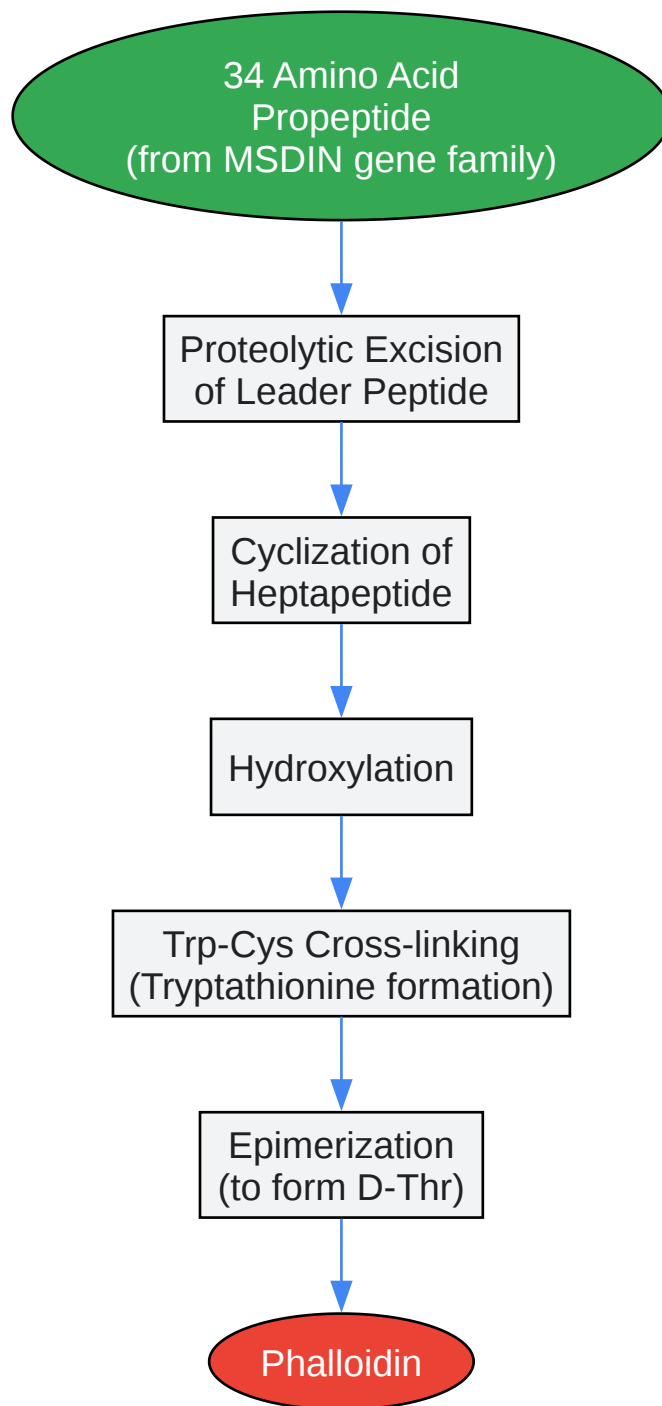 34 Amino Acid
Propeptide
(from MSDIN gene family)
Proteolytic Excision
of Leader Peptide
Cyclization of
Heptapeptide
Hydroxylation
Trp-Cys Cross-linking
(Tryptathionine formation)
Epimerization
(to form D-Thr)
Phalloidin